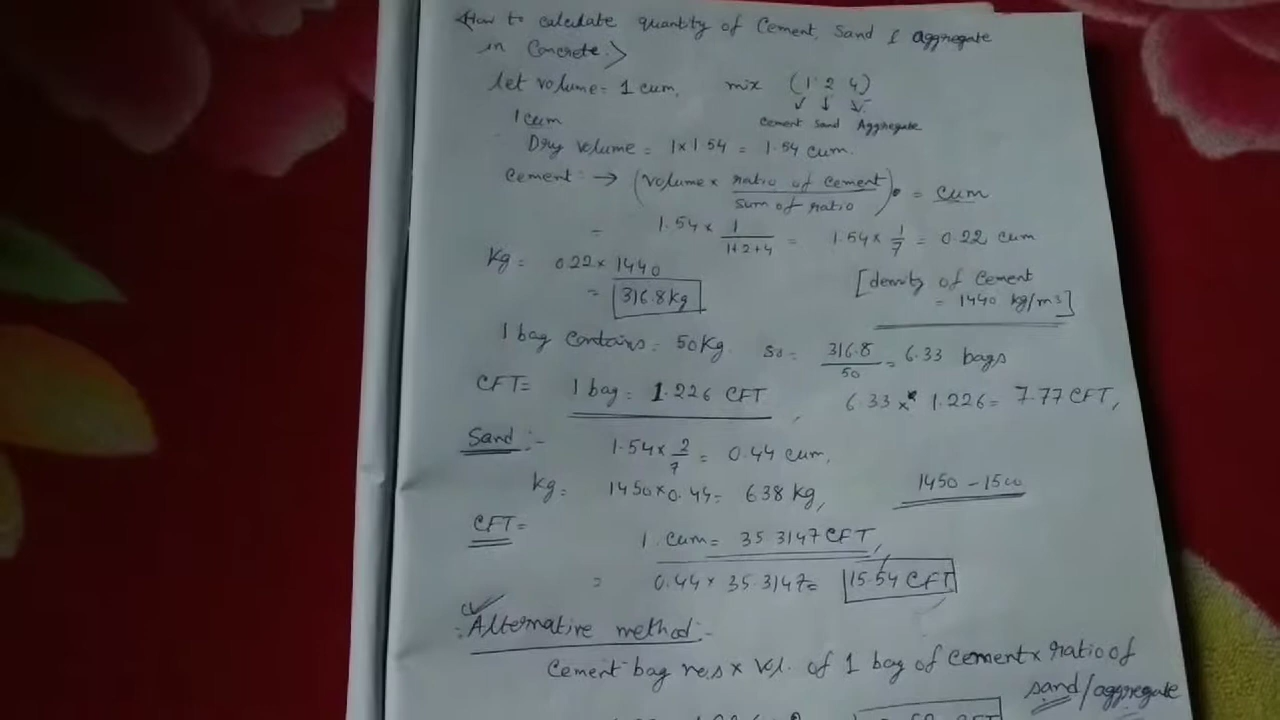 How to calculate quantity of Cement, Sand & aggregate
in Concrete >
let volume = 1 cum, mix (1 2 4)
Cement Sand Aggregate
1 cum
Dry volume = 1 × 1.54 = 1.54 cum.
Cement : → (volume × ratio of cement / sum of ratio) = cum
= 1.54 × 1/1+2+4 = 1.54 × 1/7 = 0.22 cum
Kg = 0.22 × 1440
= 316.8 kg
[density of Cement
= 1440 kg/m3]
1 bag contains = 50 Kg. So = 316.8/50 = 6.33 bags
CFT = 1 bag = 1.226 CFT, 6.33 × 1.226 = 7.77 CFT,
Sand :- 1.54 × 2/7 = 0.44 cum,
Kg = 1450 × 0.44 = 638 kg, 1450 - 1500
CFT = 1 cum = 35.3147 CFT,
= 0.44 × 35.3147 = 15.54 CFT
Alternative method :-
Cement bag × Vol. of 1 bag of cement × ratio of
sand/aggregate